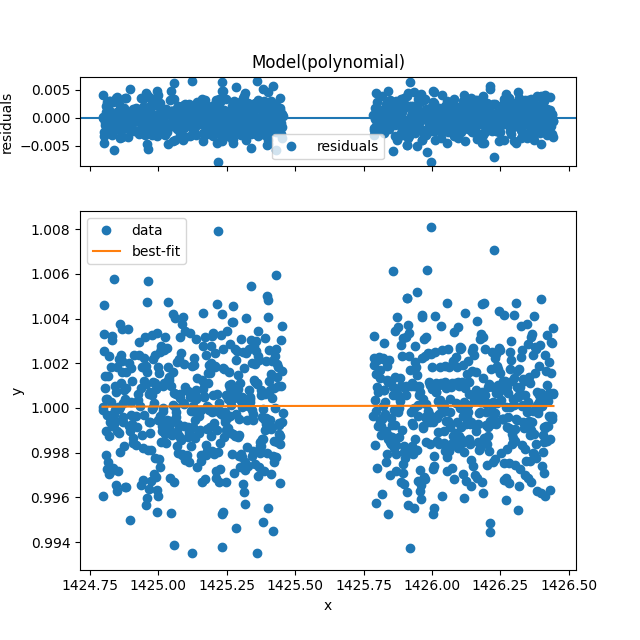 Model(polynomial)
0.005
0.000
−0.005
residuals
residuals
1.008
1.006
1.004
1.002
1.000
0.998
0.996
0.994
y
data
best-fit
1424.75 1425.00 1425.25 1425.50 1425.75 1426.00 1426.25 1426.50
x